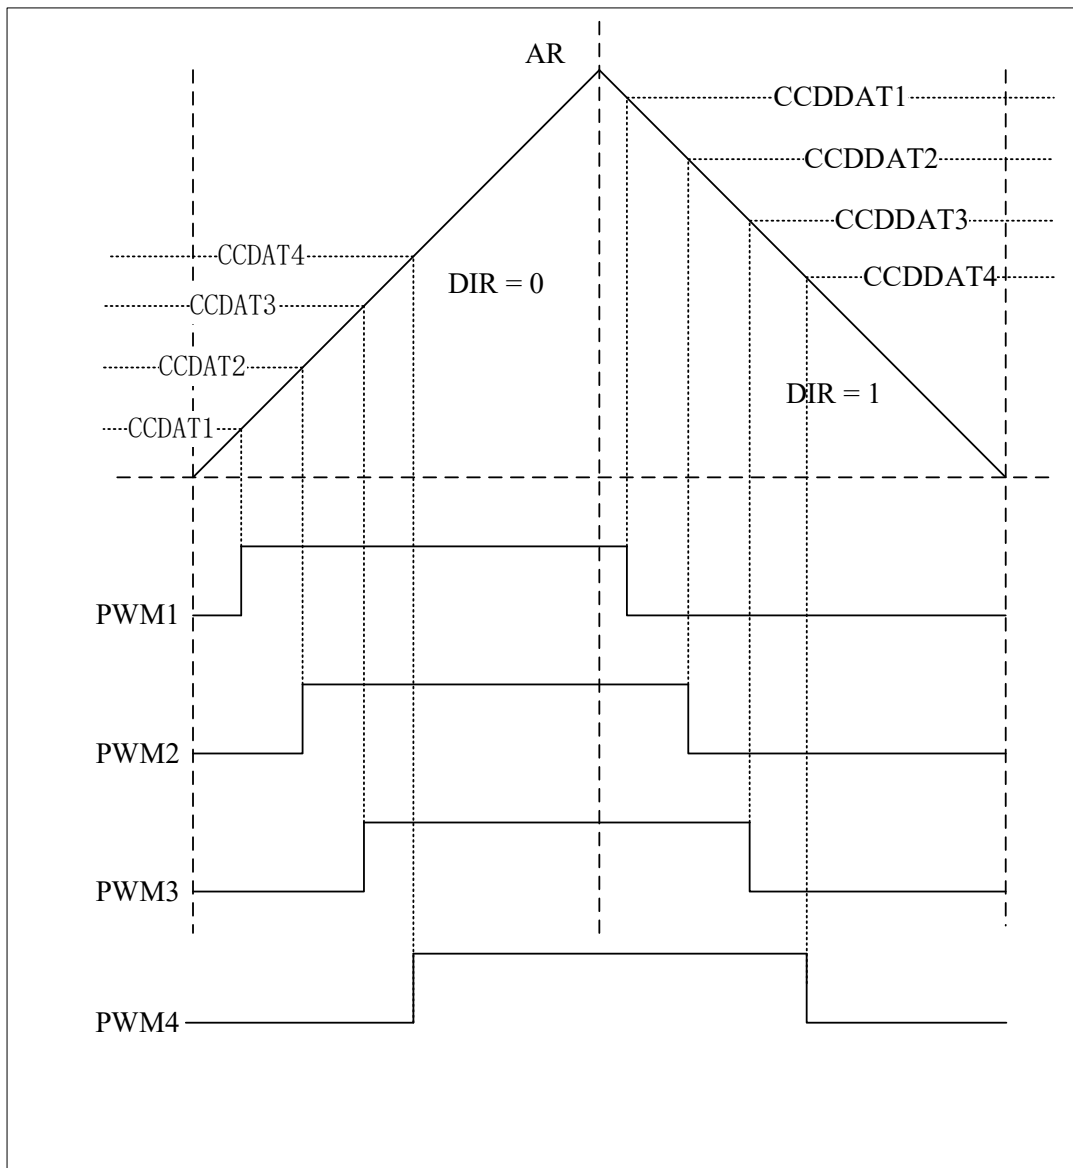 AR
CCDDAT1
CCDDAT2
CCDDAT3
CCDAT4
CCDDAT4
DIR = 0
CCDAT3
CCDAT2
DIR = 1
CCDAT1
PWM1
PWM2
PWM3
PWM4